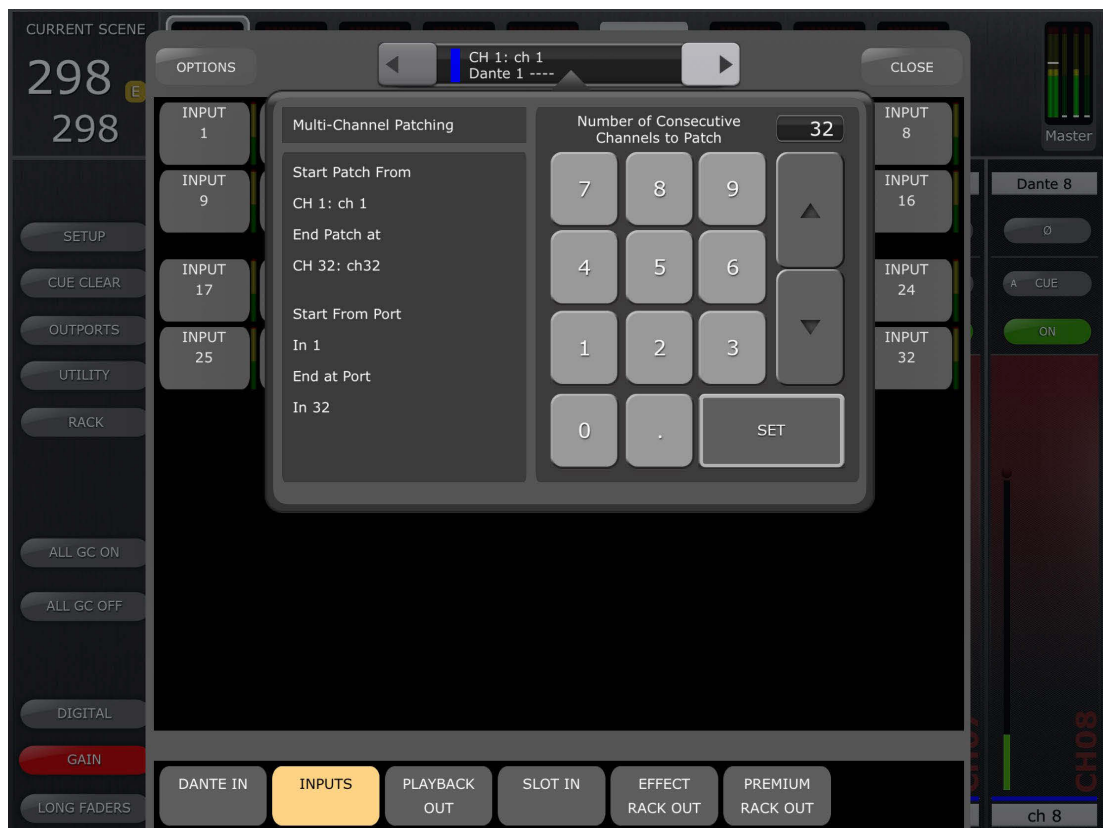 CURRENT SCENE
298 E
298
OPTIONS
CH 1: ch 1
Dante 1 ----
CLOSE
Master
INPUT
1
INPUT
8
INPUT
9
INPUT
16
INPUT
17
INPUT
24
INPUT
25
INPUT
32
Multi-Channel Patching
Start Patch From
CH 1: ch 1
End Patch at
CH 32: ch32
Start From Port
In 1
End at Port
In 32
Number of Consecutive
Channels to Patch
32
7 8 9
4 5 6
1 2 3
0 . SET
SETUP
CUE CLEAR
OUTPORTS
UTILITY
RACK
ALL GC ON
ALL GC OFF
DIGITAL
GAIN
LONG FADERS
Dante 8
Ø
A CUE
ON
CH08
ch 8
DANTE IN
INPUTS
PLAYBACK
OUT
SLOT IN
EFFECT
RACK OUT
PREMIUM
RACK OUT